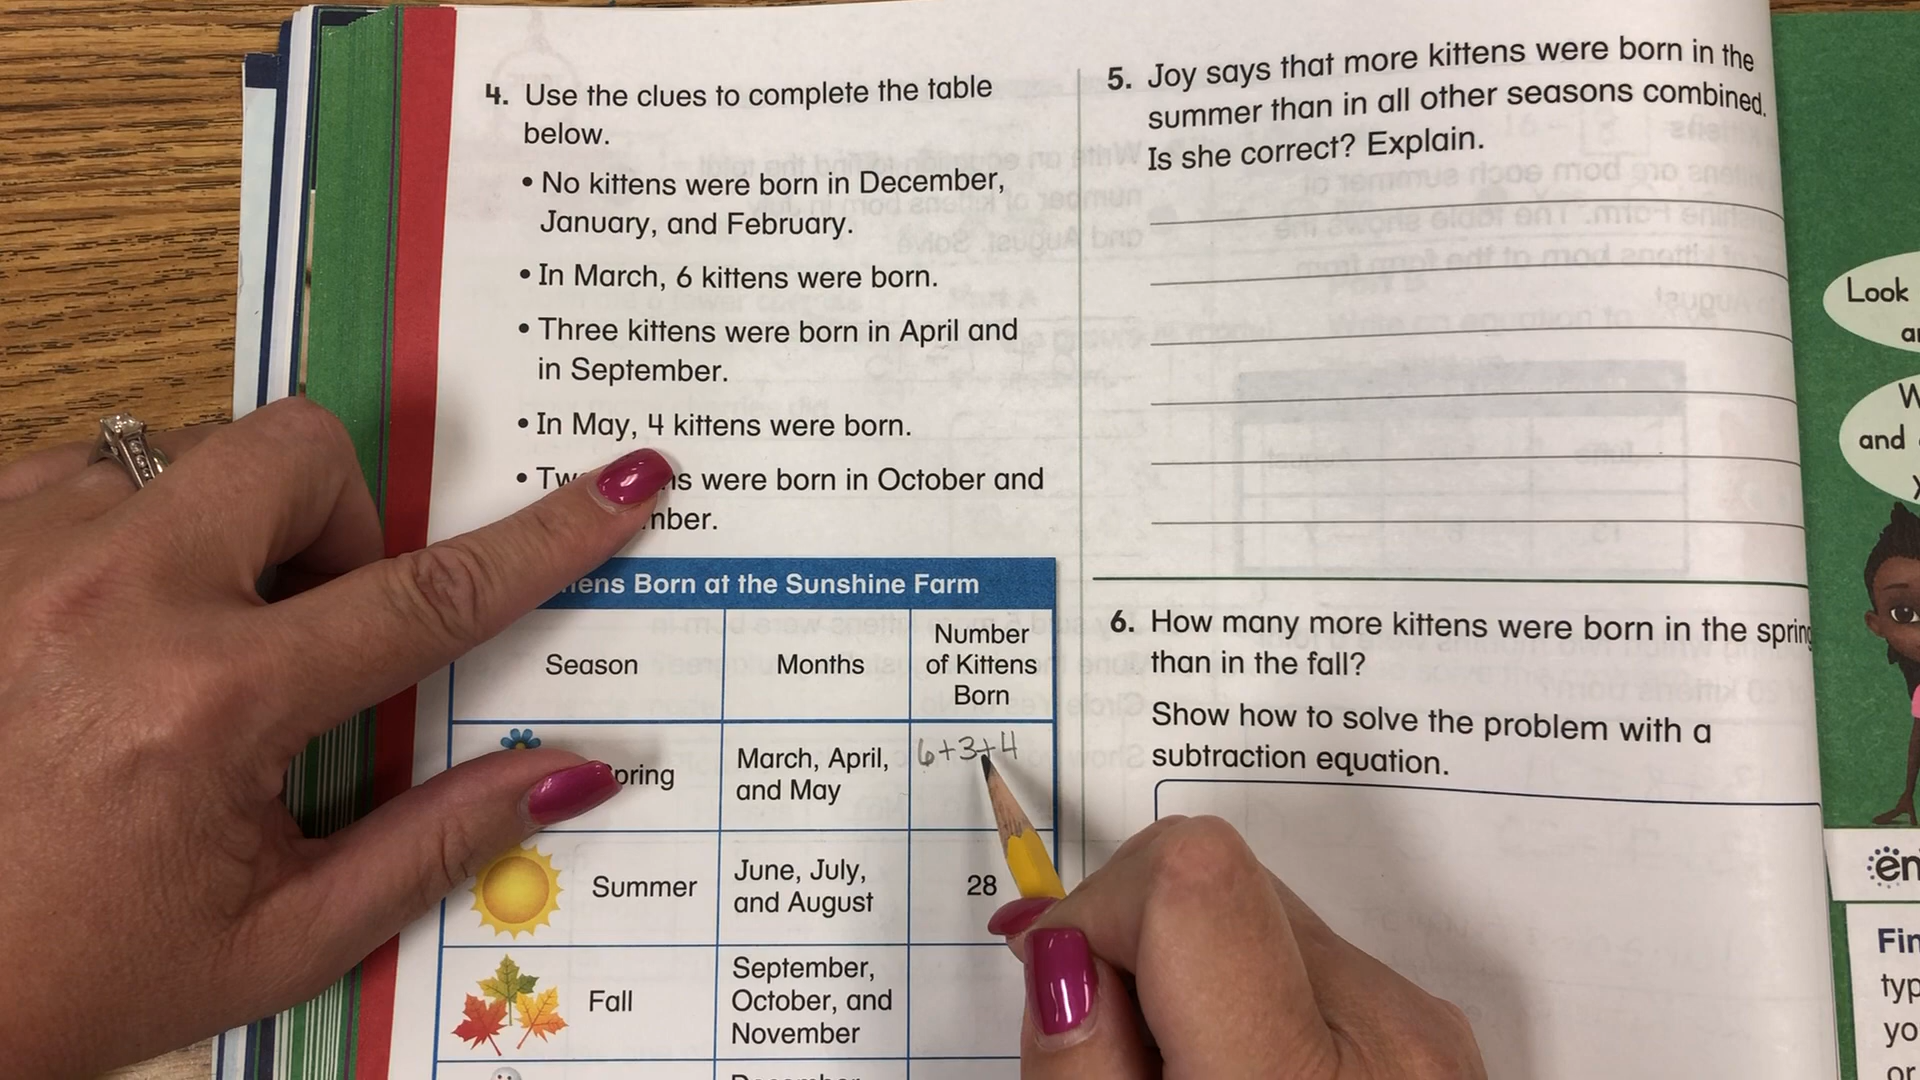 4. Use the clues to complete the table
below.
• No kittens were born in December,
January, and February.
• In March, 6 kittens were born.
• Three kittens were born in April and
in September.
• In May, 4 kittens were born.
• were born in October and
Born at the Sunshine Farm
Season
Months
Number
of Kittens
Born
March, April,
and May
6+3+4
Summer
June, July,
and August
28
Fall
September,
October, and
November
5. Joy says that more kittens were born in the
summer than in all other seasons combined.
Is she correct? Explain.
6. How many more kittens were born in the spring
than in the fall?
Show how to solve the problem with a
subtraction equation.
Look
and